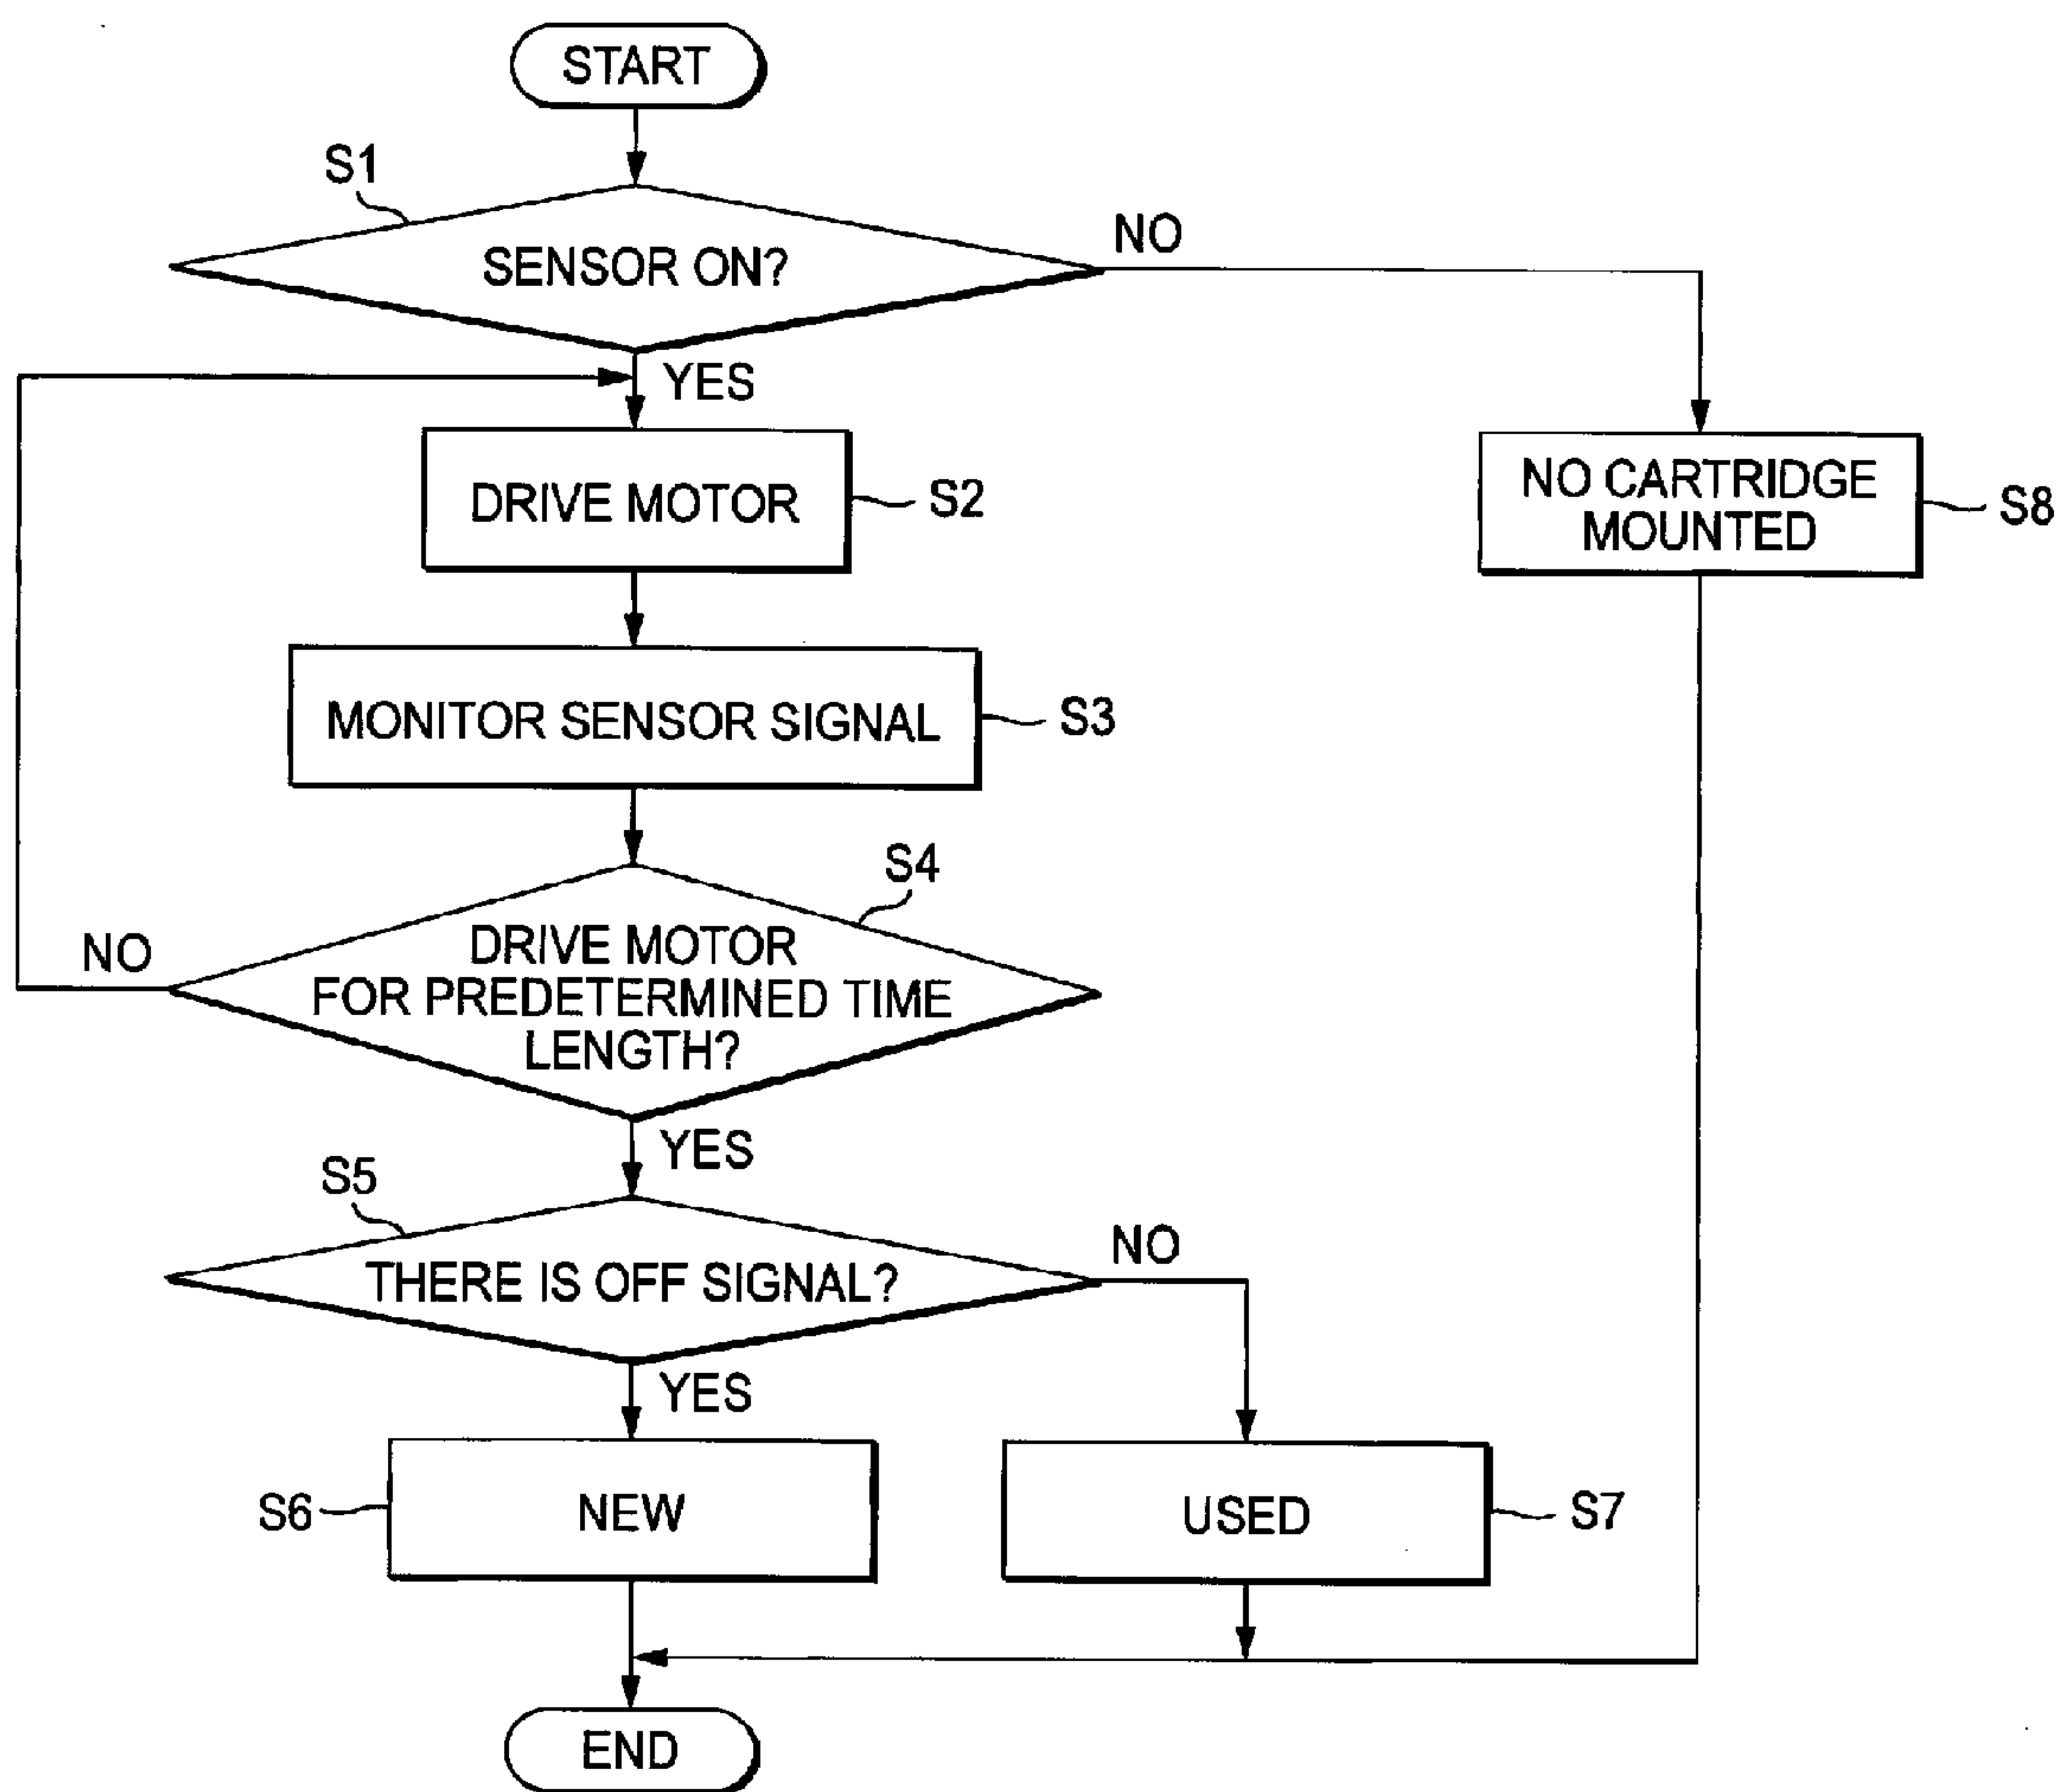 START
S1
SENSOR ON?
NO
YES
DRIVE MOTOR
S2
NO CARTRIDGE
MOUNTED
S8
MONITOR SENSOR SIGNAL
S3
S4
NO
DRIVE MOTOR
FOR PREDETERMINED TIME
LENGTH?
YES
S5
THERE IS OFF SIGNAL?
NO
YES
S6
NEW
USED
S7
END